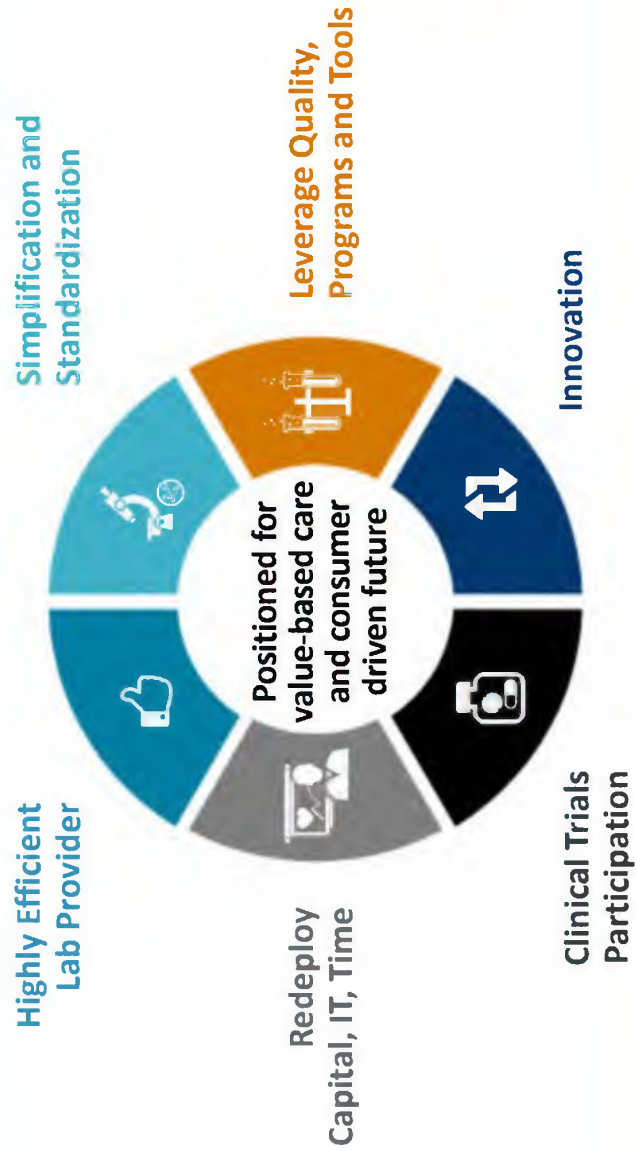 Highly Efficient
Lab Provider
Simplification and
Standardization
Redeploy
Capital, IT, Time
Positioned for
value-based care
and consumer
driven future
Leverage Quality,
Programs and Tools
Clinical Trials
Participation
Innovation